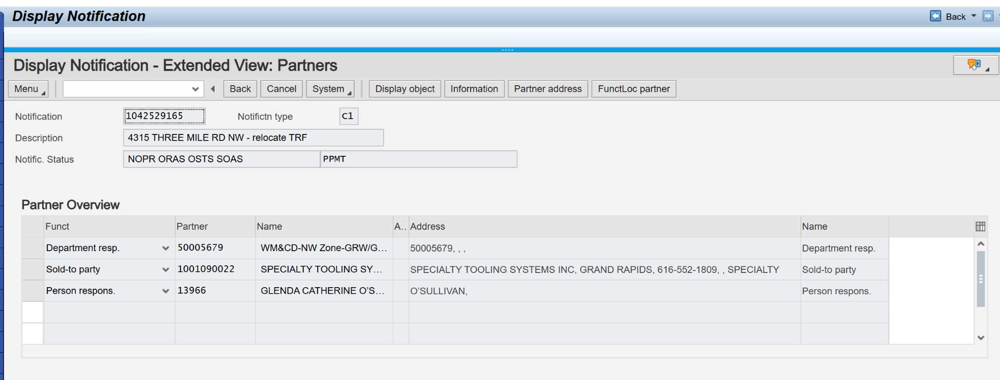 Display Notification
Back
Display Notification - Extended View: Partners
Menu Back Cancel System Display object Information Partner address FunctLoc partner
Notification 1042529165 Notifictn type C1
Description 4315 THREE MILE RD NW - relocate TRF
Notific. Status NOPR ORAS OSTS SOAS PPMT
Partner Overview
Funct Partner Name A.. Address Name
Department resp. 50005679 WM&CD-NW Zone-GRW/G... 50005679, , , Department resp.
Sold-to party 1001090022 SPECIALTY TOOLING SY... SPECIALTY TOOLING SYSTEMS INC, GRAND RAPIDS, 616-552-1809, , SPECIALTY Sold-to party
Person respons. 13966 GLENDA CATHERINE O'S... O'SULLIVAN, Person respons.